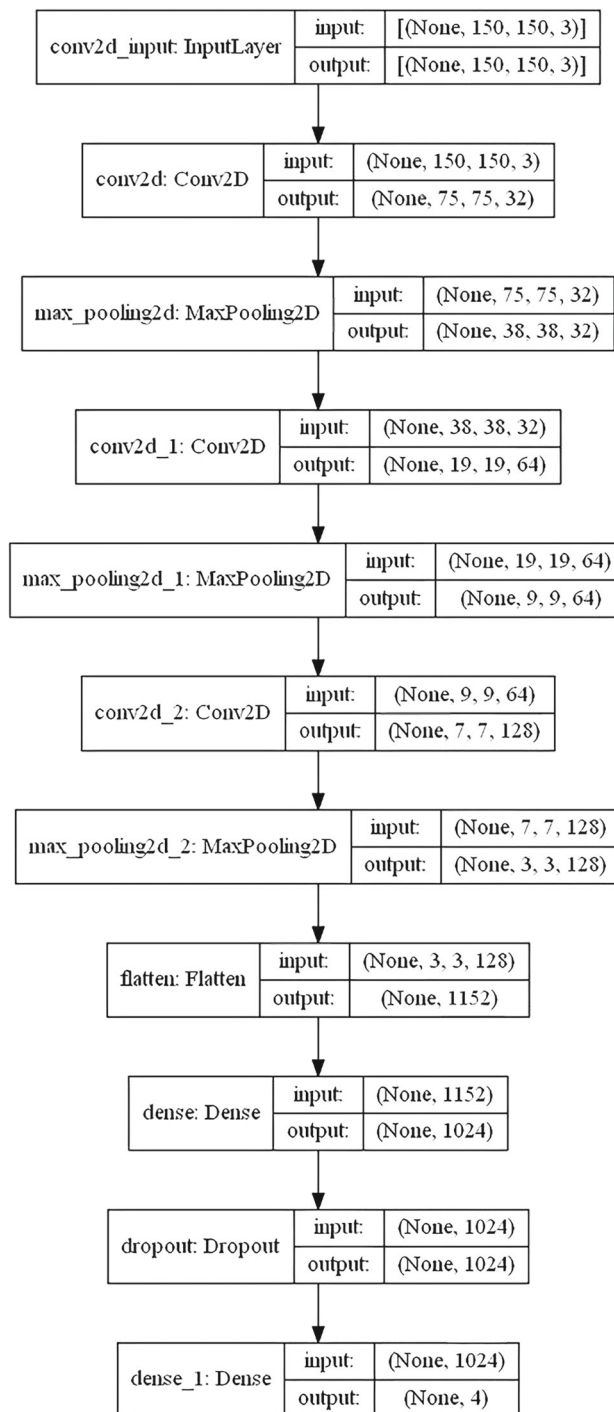 conv2d_input: InputLayer
input: [(None, 150, 150, 3)]
output: [(None, 150, 150, 3)]
conv2d: Conv2D
input: (None, 150, 150, 3)
output: (None, 75, 75, 32)
max_pooling2d: MaxPooling2D
input: (None, 75, 75, 32)
output: (None, 38, 38, 32)
conv2d_1: Conv2D
input: (None, 38, 38, 32)
output: (None, 19, 19, 64)
max_pooling2d_1: MaxPooling2D
input: (None, 19, 19, 64)
output: (None, 9, 9, 64)
conv2d_2: Conv2D
input: (None, 9, 9, 64)
output: (None, 7, 7, 128)
max_pooling2d_2: MaxPooling2D
input: (None, 7, 7, 128)
output: (None, 3, 3, 128)
flatten: Flatten
input: (None, 3, 3, 128)
output: (None, 1152)
dense: Dense
input: (None, 1152)
output: (None, 1024)
dropout: Dropout
input: (None, 1024)
output: (None, 1024)
dense_1: Dense
input: (None, 1024)
output: (None, 4)